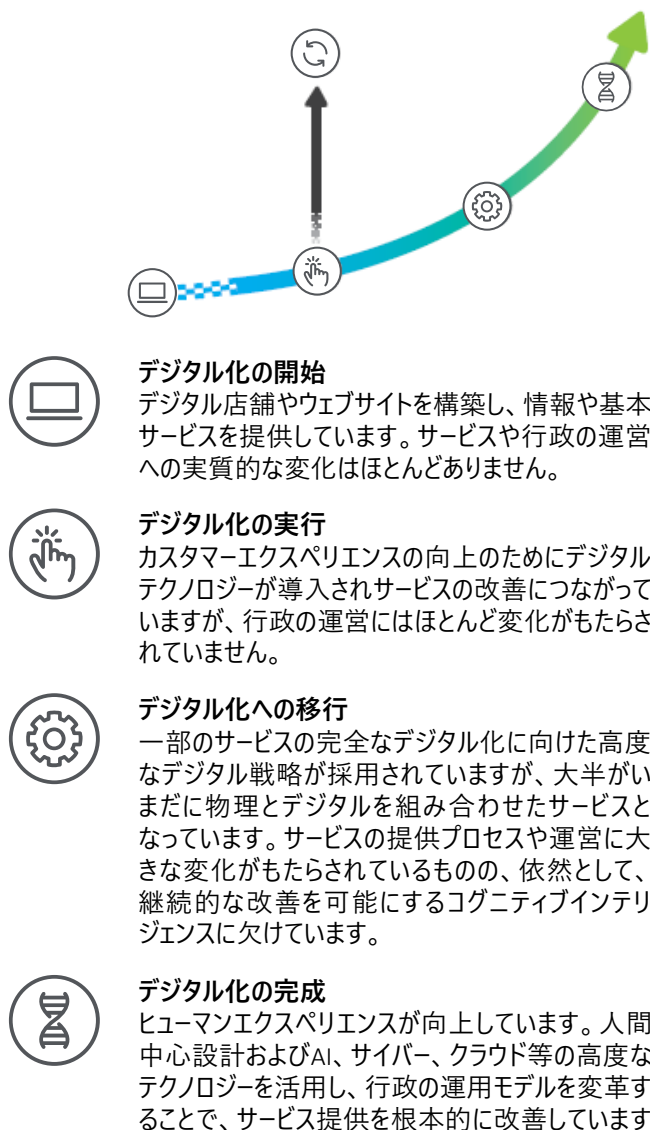 デジタル化の開始
デジタル店舗やウェブサイトを構築し、情報や基本
サービスを提供しています。サービスや行政の運営
への実質的な変化はほとんどありません。
デジタル化の実行
カスタマーエクスペリエンスの向上のためにデジタル
テクノロジーが導入されサービスの改善につながって
いますが、行政の運営にはほとんど変化がもたらさ
れていません。
デジタル化への移行
一部のサービスの完全なデジタル化に向けた高度
なデジタル戦略が採用されていますが、大半がい
まだに物理とデジタルを組み合わせたサービスと
なっています。サービスの提供プロセスや運営に大
きな変化がもたらされているものの、依然として、
継続的な改善を可能にするコグニティブインテリ
ジェンスに欠けています。
デジタル化の完成
ヒューマンエクスペリエンスが向上しています。人間
中心設計およびAI、サイバー、クラウド等の高度な
テクノロジーを活用し、行政の運用モデルを変革す
ることで、サービス提供を根本的に改善しています